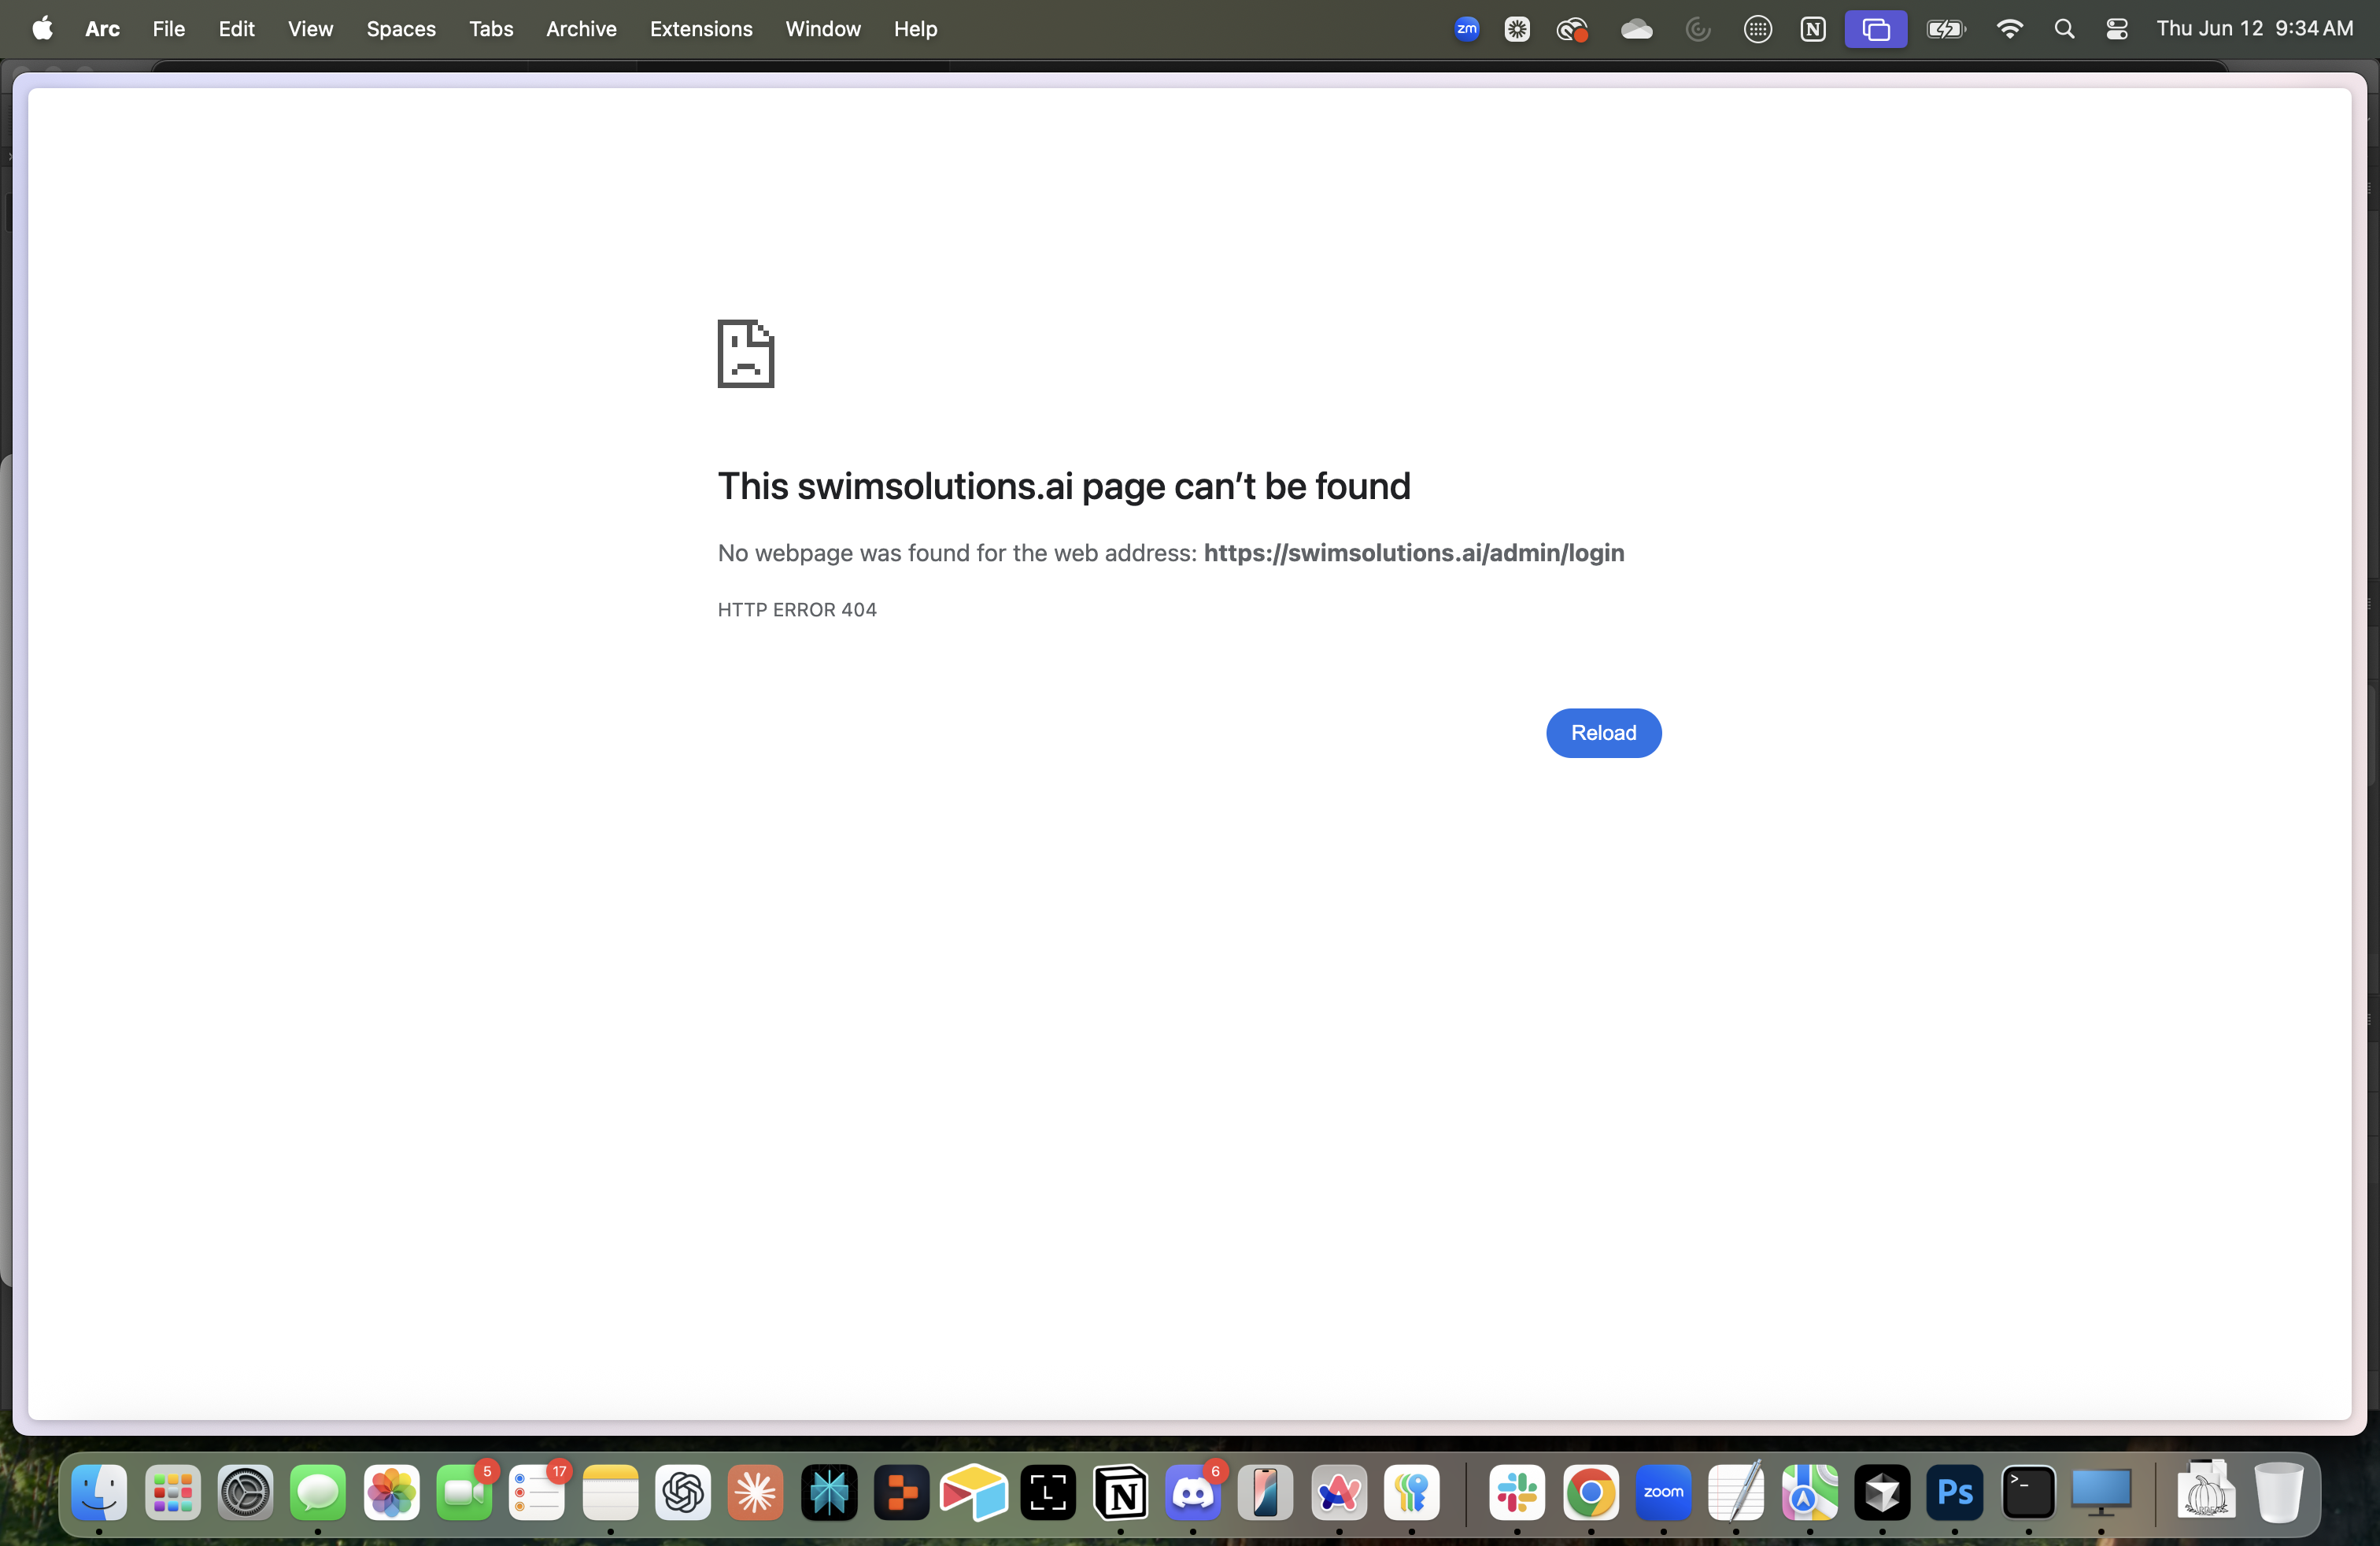 Arc File Edit View Spaces Tabs Archive Extensions Window Help zm N Thu Jun 12 9:34 AM
This swimsolutions.ai page can’t be found
No webpage was found for the web address: https://swimsolutions.ai/admin/login
HTTP ERROR 404
Reload
5 17 L N 6 zoom Ps >_